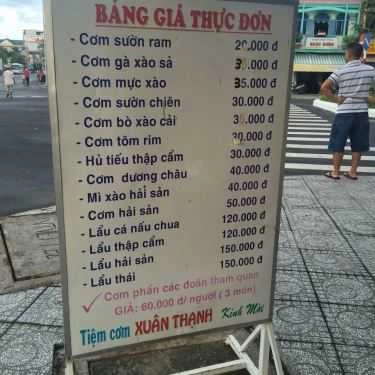 BẢNG GIÁ THỰC ĐƠN
- Cơm sườn ram 20.000 đ
- Cơm gà xào sả đ
- Cơm mực xào 35.000 đ
- Cơm sườn chiên 30.000 đ
- Cơm bò xào cải đ
- Cơm tôm rim 30.000 đ
- Hủ tiếu thập cẩm 30.000 đ
- Cơm dương châu 40.000 đ
- Mì xào hải sản 40.000 đ
- Cơm hải sản 50.000 đ
- Lẩu cá nấu chua 120.000 đ
- Lẩu thập cẩm 120.000 đ
- Lẩu hải sản 150.000 đ
- Lẩu thái 150.000 đ
Cơm phần các đoàn tham quan
GIÁ: 60,000 đ/ người ( 3 món)
Tiệm cơm XUÂN THẠNH Kính Mời